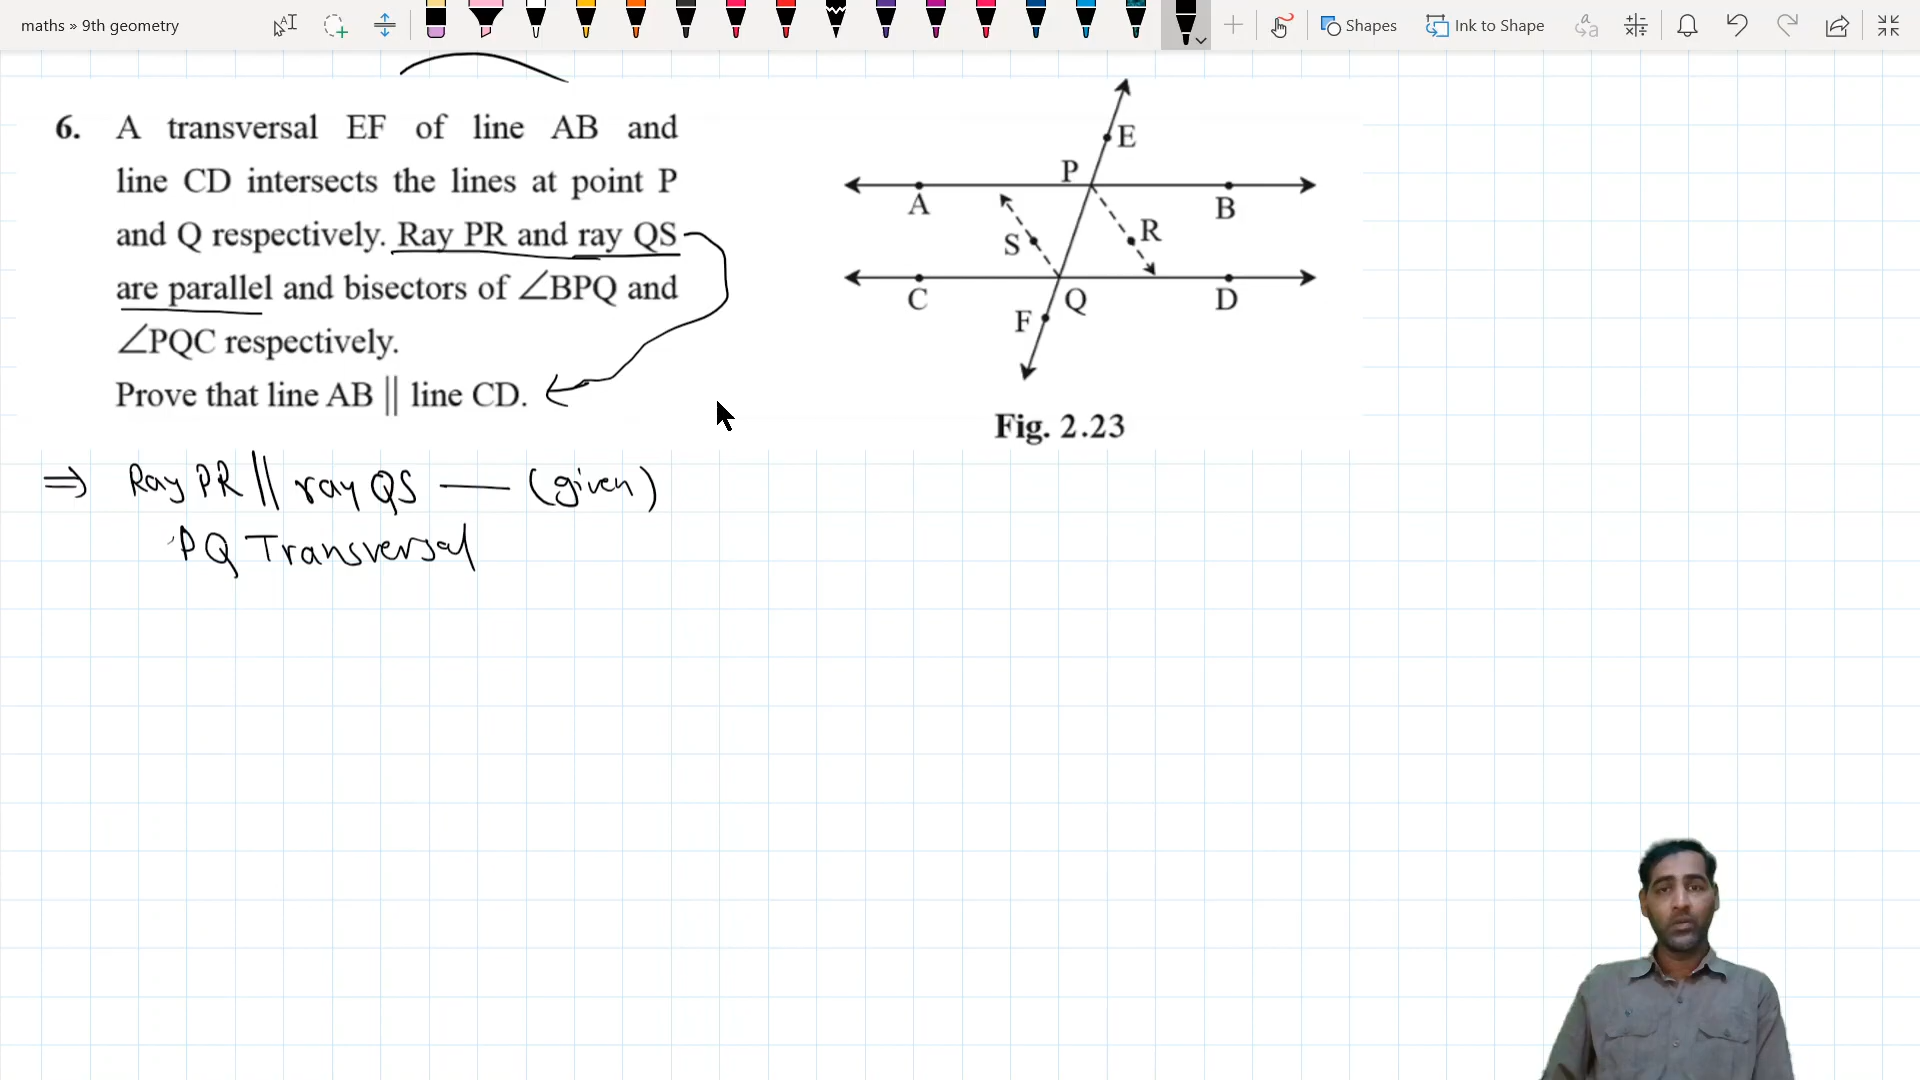 maths » 9th geometry
Shapes
Ink to Shape
6. A transversal EF of line AB and
line CD intersects the lines at point P
and Q respectively. Ray PR and ray QS
are parallel and bisectors of ∠BPQ and
∠PQC respectively.
Prove that line AB || line CD.
E
P
A
B
S
R
C
Q
D
F
Fig. 2.23
⇒ Ray PR || ray QS — (given)
PQ Transversal